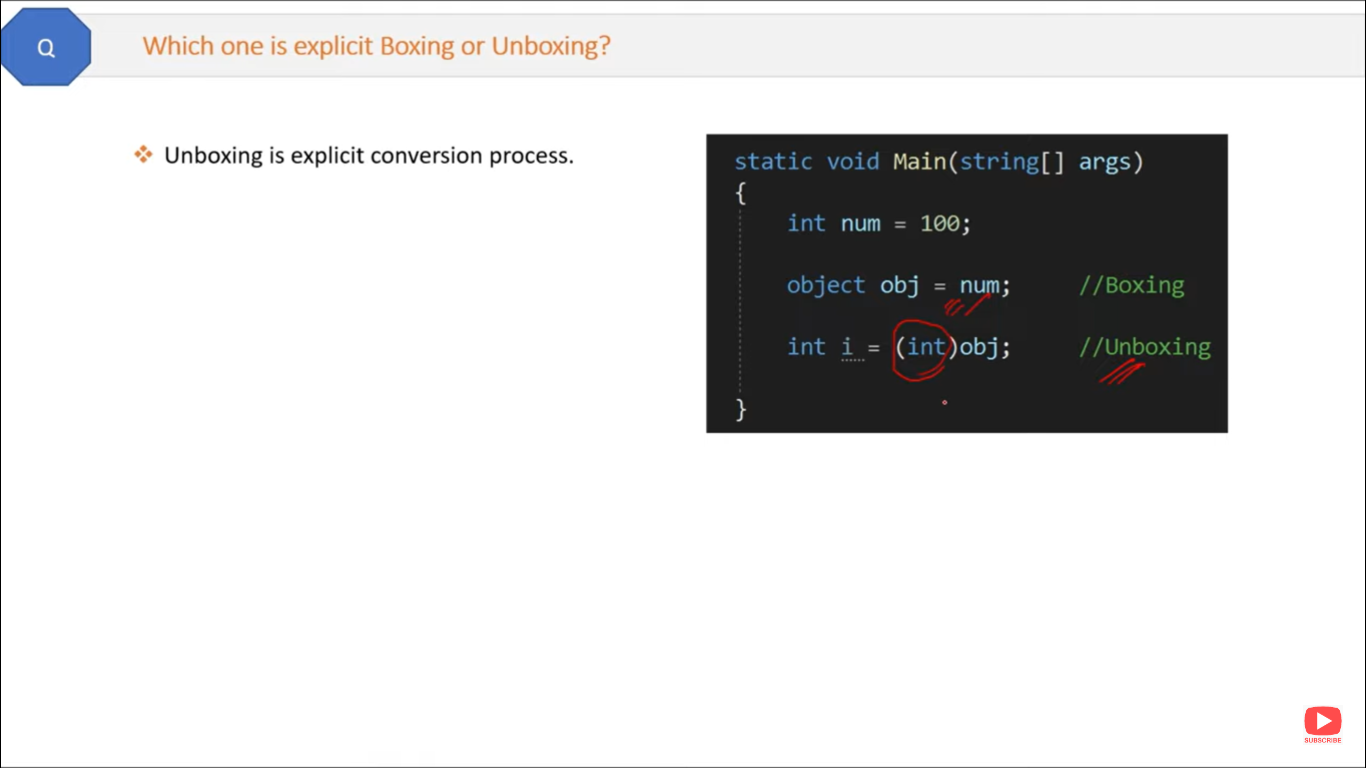 Q
Which one is explicit Boxing or Unboxing?
Unboxing is explicit conversion process.
static void Main(string[] args)
{
int num = 100;
object obj = num; //Boxing
int i = (int)obj; //Unboxing
}
SUBSCRIBE